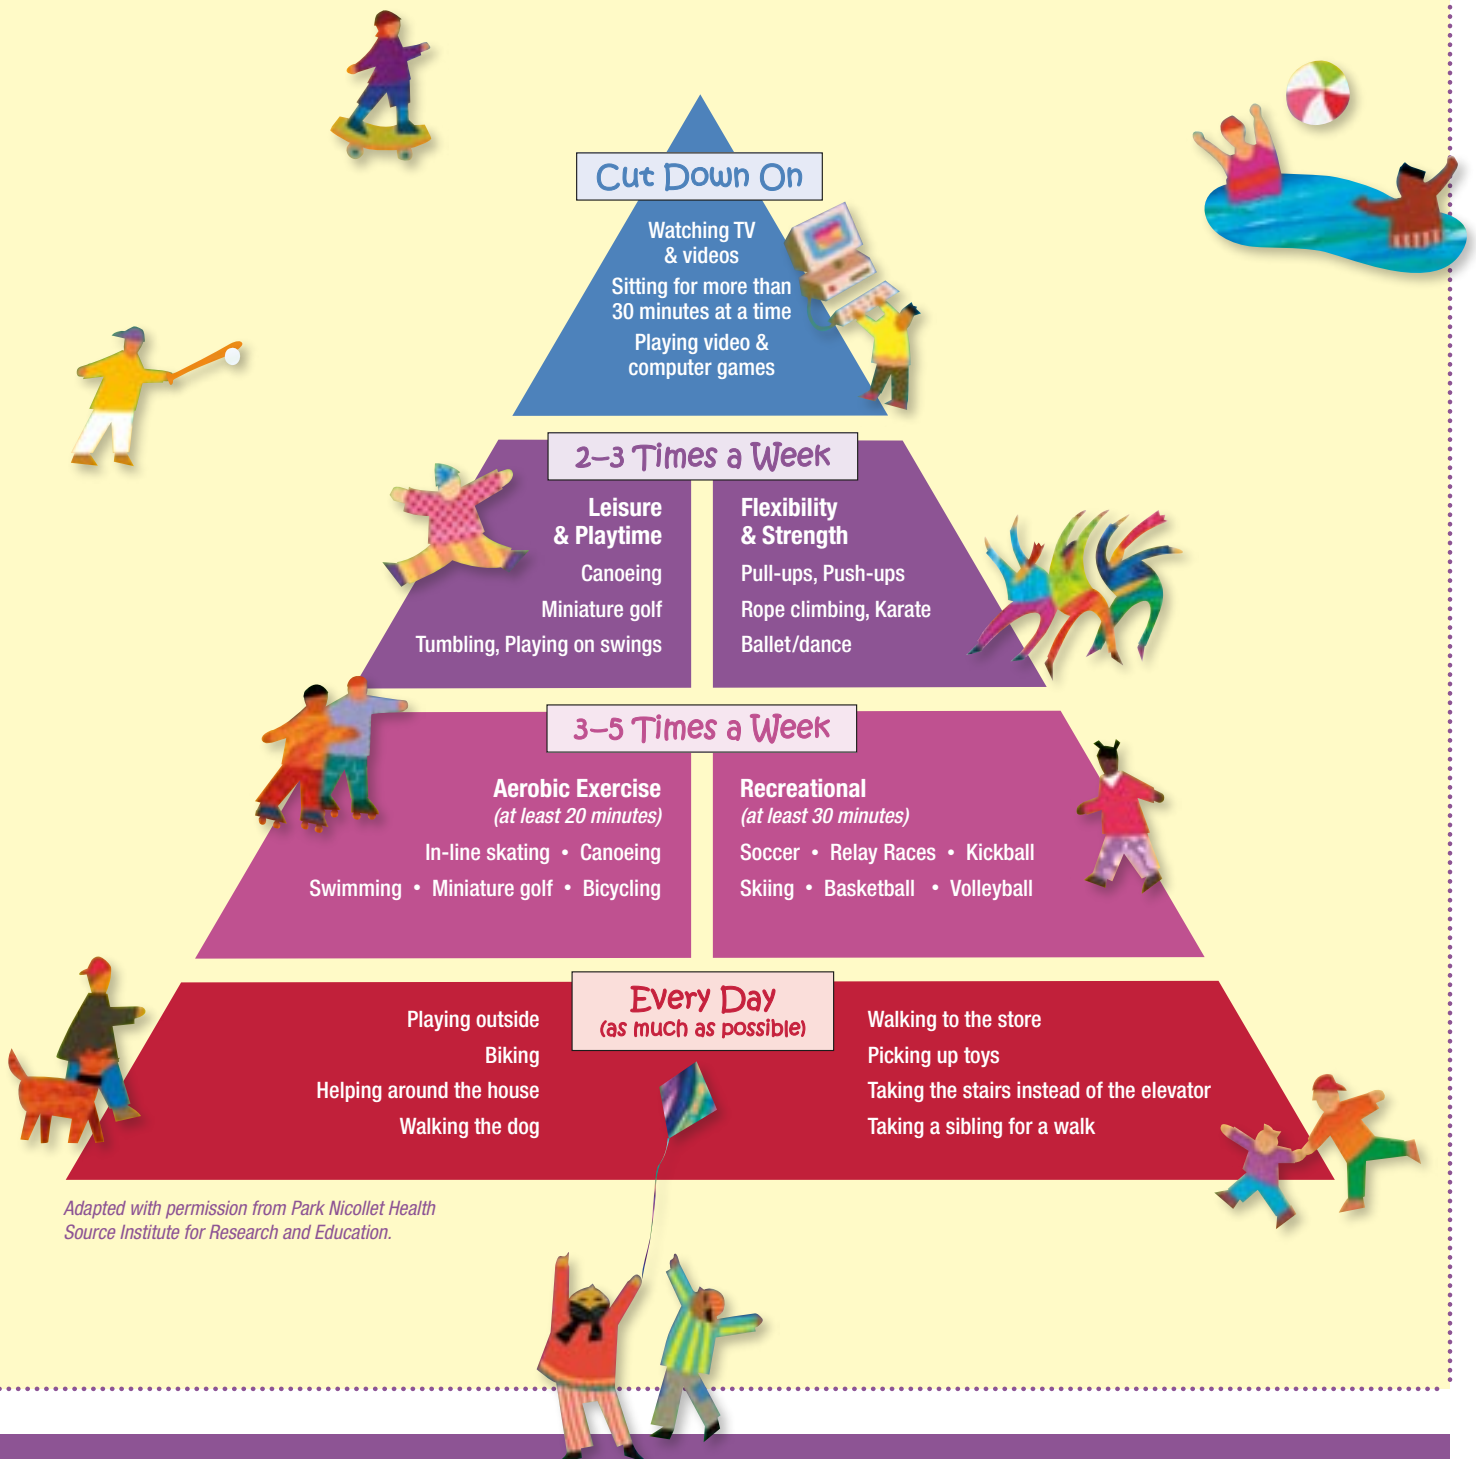 Cut Down On
Watching TV
& videos
Sitting for more than
30 minutes at a time
Playing video &
computer games
2–3 Times a Week
Leisure
& Playtime
Canoeing
Miniature golf
Tumbling, Playing on swings
Flexibility
& Strength
Pull-ups, Push-ups
Rope climbing, Karate
Ballet/dance
3–5 Times a Week
Aerobic Exercise
(at least 20 minutes)
In-line skating • Canoeing
Swimming • Miniature golf • Bicycling
Recreational
(at least 30 minutes)
Soccer • Relay Races • Kickball
Skiing • Basketball • Volleyball
Every Day
(as much as possible)
Playing outside
Biking
Helping around the house
Walking the dog
Walking to the store
Picking up toys
Taking the stairs instead of the elevator
Taking a sibling for a walk
Adapted with permission from Park Nicollet Health
Source Institute for Research and Education.